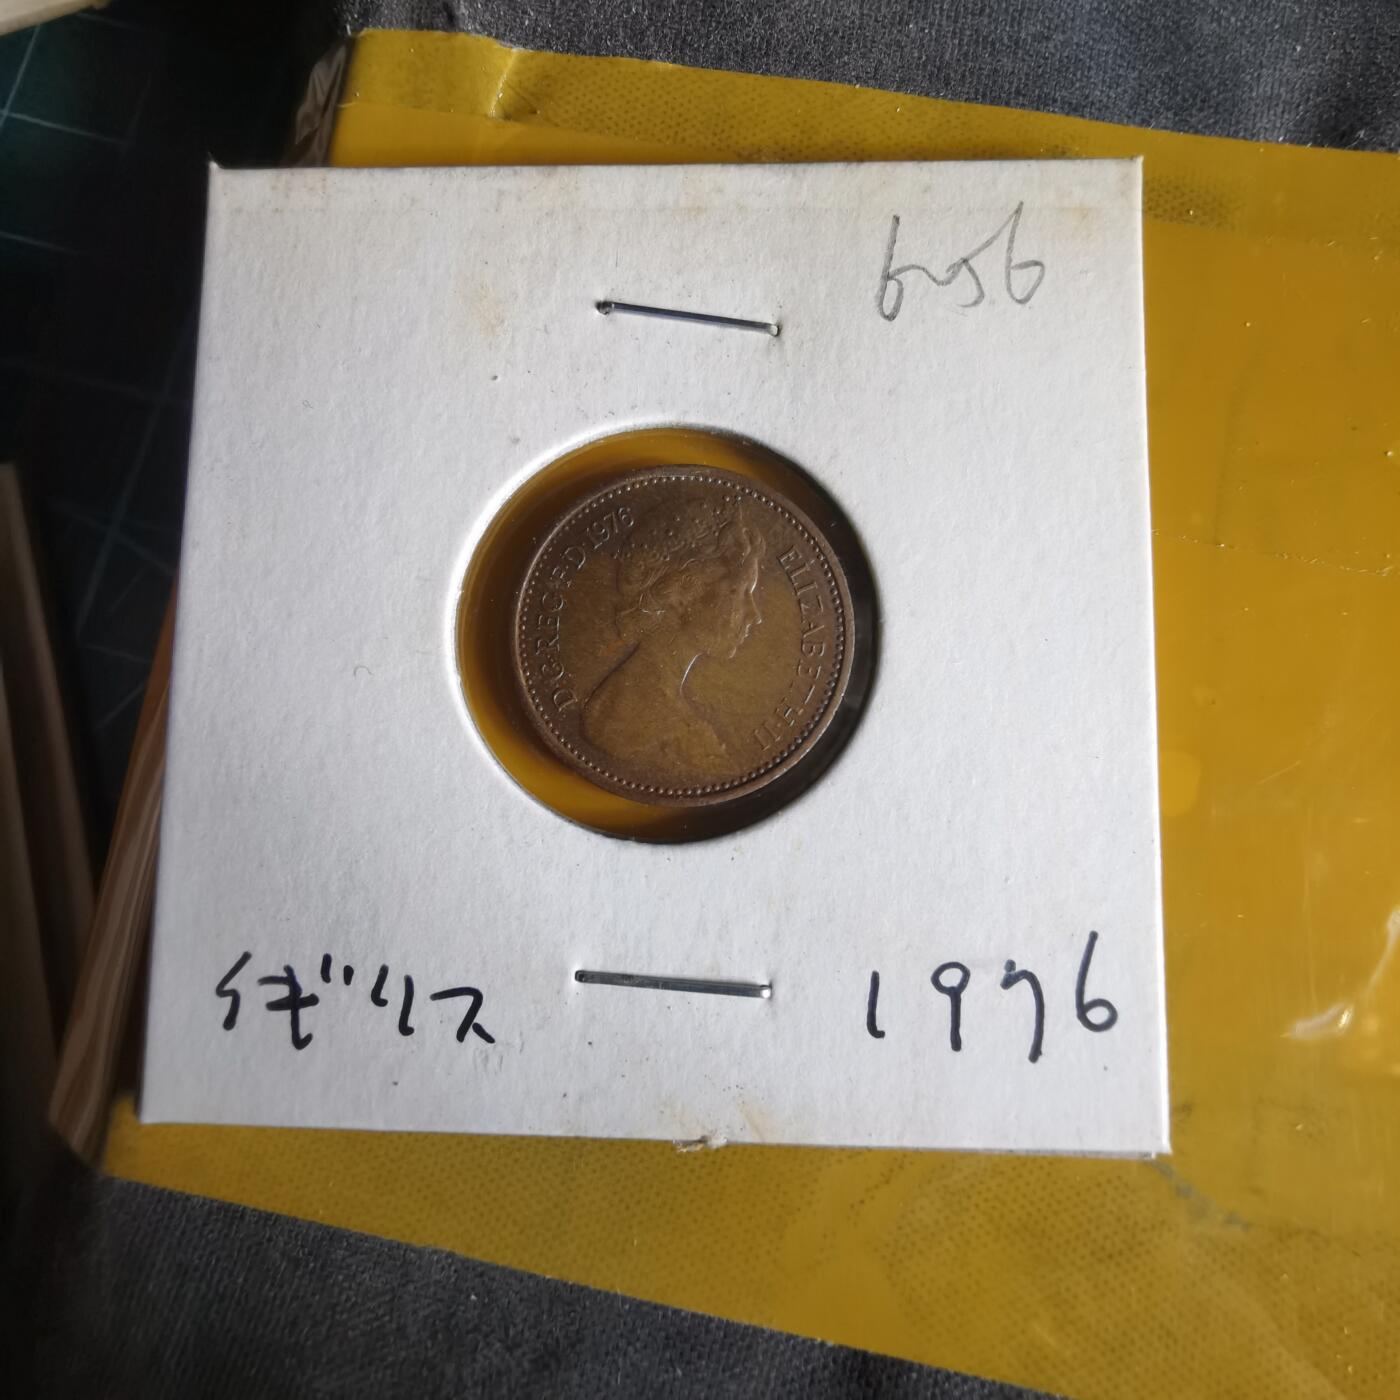 656
D·G·REG·F·D·1976
ELIZABETH II
イギリス
1976